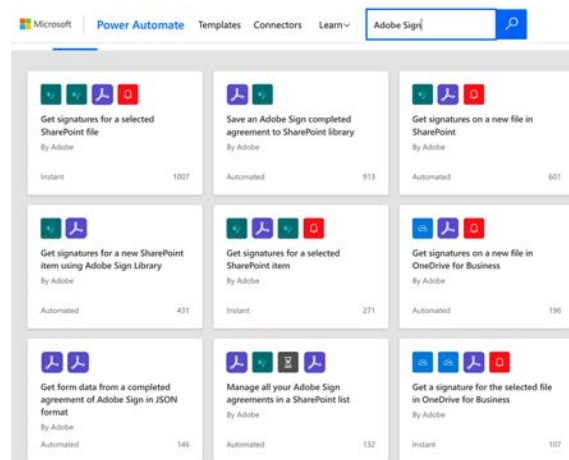 Microsoft Power Automate Templates Connectors Learn Adobe Sign
Get signatures for a selected
SharePoint file
By Adobe
Instant 1007
Save an Adobe Sign completed
agreement to SharePoint library
By Adobe
Automated 913
Get signatures on a new file in
SharePoint
By Adobe
Automated 601
Get signatures for a new SharePoint
item using Adobe Sign Library
By Adobe
Automated 431
Get signatures for a selected
SharePoint item
By Adobe
Instant 271
Get signatures on a new file in
OneDrive for Business
By Adobe
Automated 196
Get form data from a completed
agreement of Adobe Sign in JSON
format
By Adobe
Automated 146
Manage all your Adobe Sign
agreements in a SharePoint list
By Adobe
Automated 132
Get a signature for the selected file
in OneDrive for Business
By Adobe
Instant 107